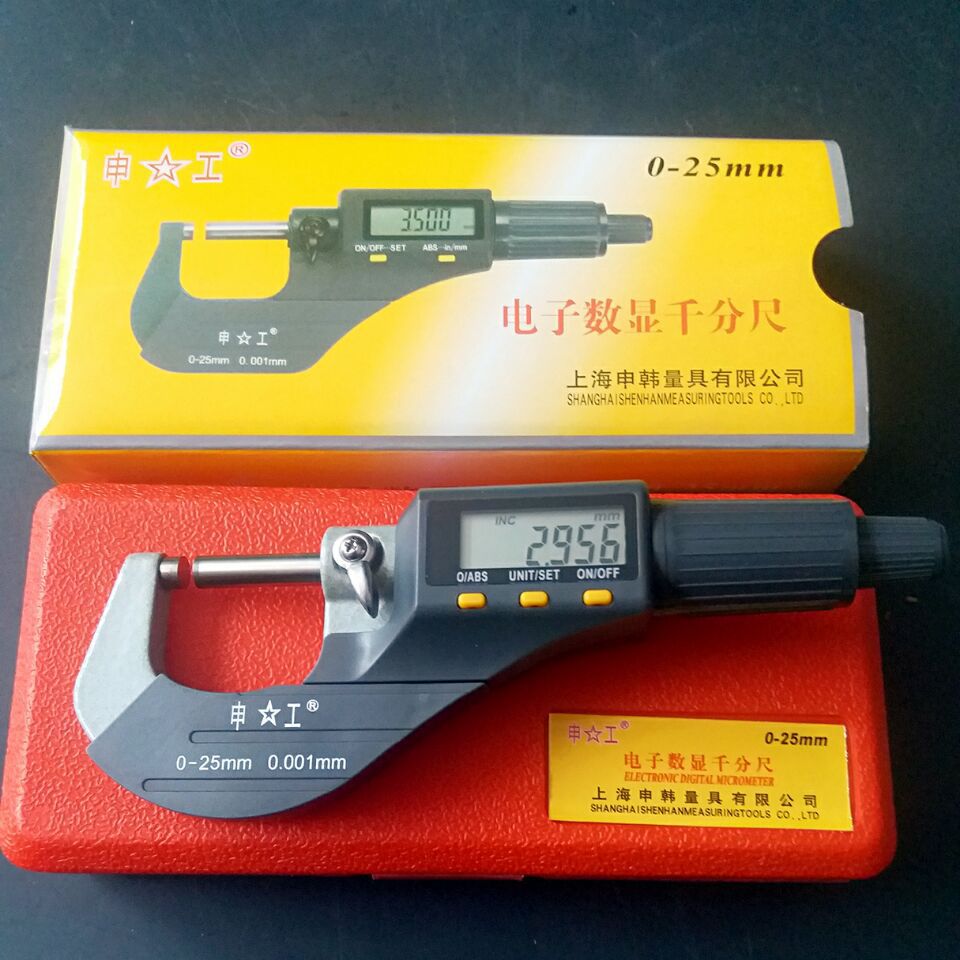 申☆工®
0-25mm
3.500
ON/OFF SET ABS in/mm
申☆工®
0-25mm 0.001mm
电子数显千分尺
上海申韩量具有限公司
SHANGHAISHENHANMEASURINGTOOLS CO.,LTD
INC mm
2.956
O/ABS UNIT/SET ON/OFF
申☆工®
0-25mm 0.001mm
申☆工®
0-25mm
电子数显千分尺
ELECTRONIC DIGITAL MICROMETER
上海申韩量具有限公司
SHANGHAISHENHANMEASURINGTOOLS CO.,LTD